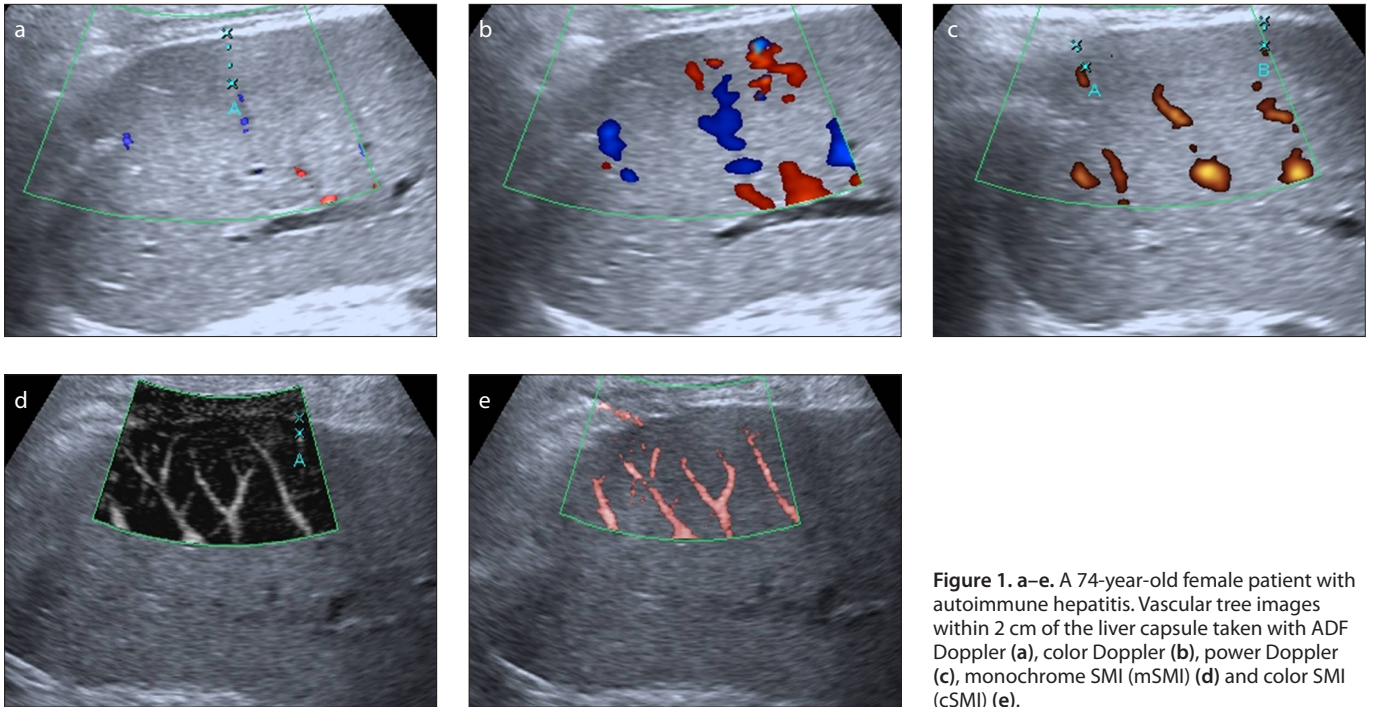 a
b
c
A
A
B
d
e
A
Figure 1. a–e. A 74-year-old female patient with
autoimmune hepatitis. Vascular tree images
within 2 cm of the liver capsule taken with ADF
Doppler (a), color Doppler (b), power Doppler
(c), monochrome SMI (mSMI) (d) and color SMI
(cSMI) (e).